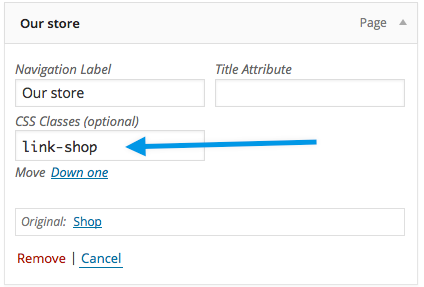 Our store Page
Navigation Label Title Attribute
Our store
CSS Classes (optional)
link-shop
Move Down one
Original: Shop
Remove | Cancel